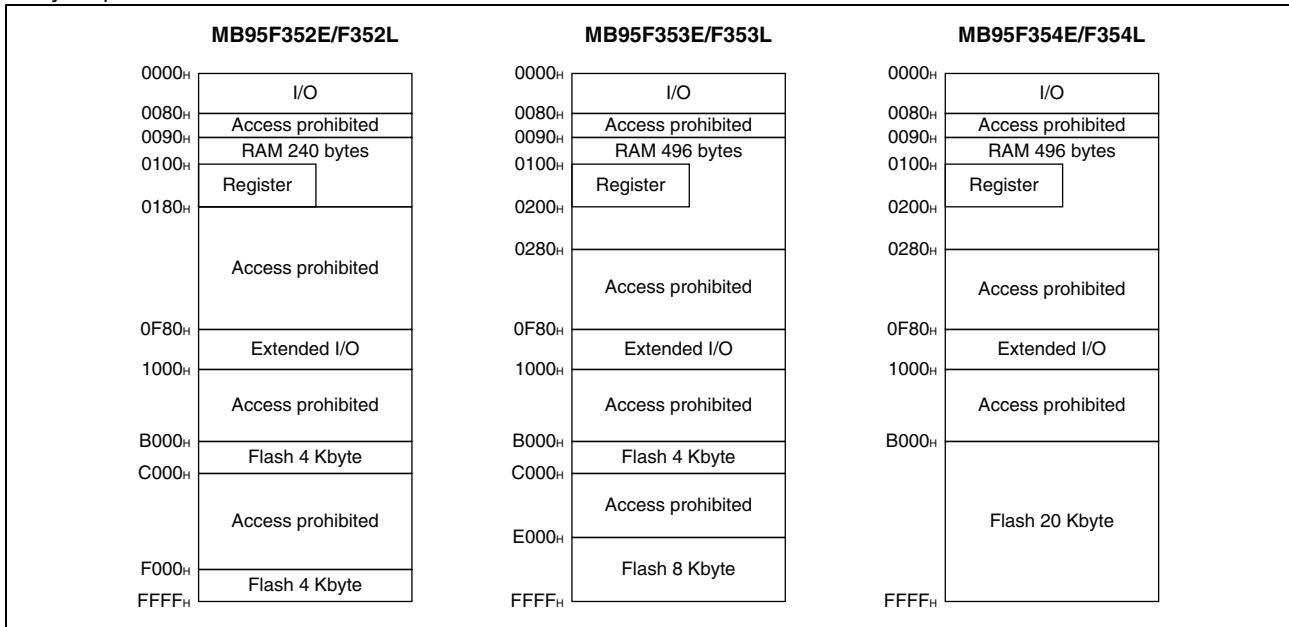 MB95F352E/F352L
0000H
I/O
0080H
Access prohibited
0090H
RAM 240 bytes
0100H
Register
0180H
Access prohibited
0F80H
Extended I/O
1000H
Access prohibited
B000H
Flash 4 Kbyte
C000H
Access prohibited
F000H
Flash 4 Kbyte
FFFFH
MB95F353E/F353L
0000H
I/O
0080H
Access prohibited
0090H
RAM 496 bytes
0100H
Register
0200H
0280H
Access prohibited
0F80H
Extended I/O
1000H
Access prohibited
B000H
Flash 4 Kbyte
C000H
Access prohibited
E000H
Flash 8 Kbyte
FFFFH
MB95F354E/F354L
0000H
I/O
0080H
Access prohibited
0090H
RAM 496 bytes
0100H
Register
0200H
0280H
Access prohibited
0F80H
Extended I/O
1000H
Access prohibited
B000H
Flash 20 Kbyte
FFFFH